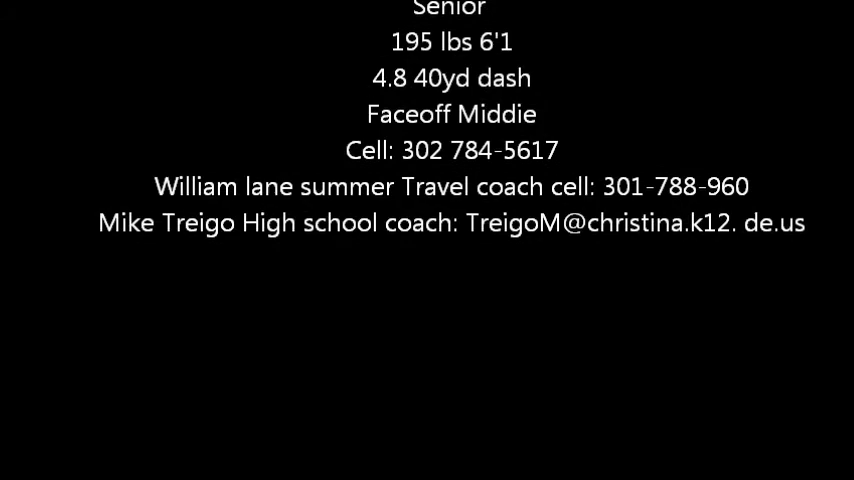 Senior
195 lbs 6'1
4.8 40yd dash
Faceoff Middie
Cell: 302 784-5617
William lane summer Travel coach cell: 301-788-960
Mike Treigo High school coach: TreigoM@christina.k12. de.us